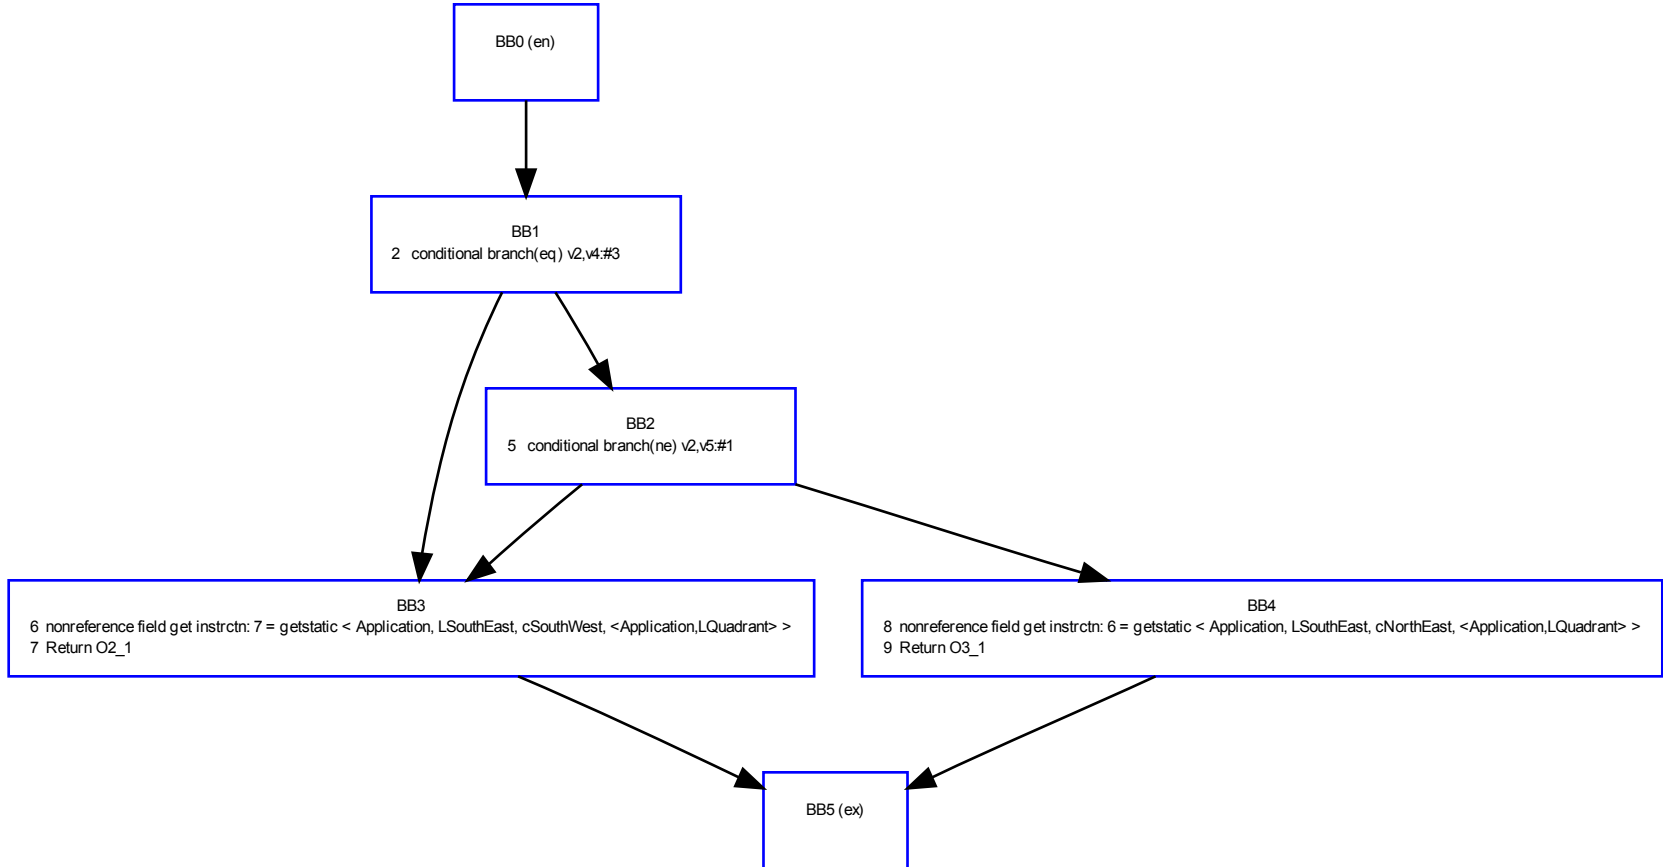 BB0 (en)
BB1
2 conditional branch(eq) v2,v4:#3
BB2
5 conditional branch(ne) v2,v5:#1
BB3
6 nonreference field get instrctn: 7 = getstatic < Application, LSouthEast, cSouthWest, <Application,LQuadrant> >
7 Return O2_1
BB4
8 nonreference field get instrctn: 6 = getstatic < Application, LSouthEast, cNorthEast, <Application,LQuadrant> >
9 Return O3_1
BB5 (ex)